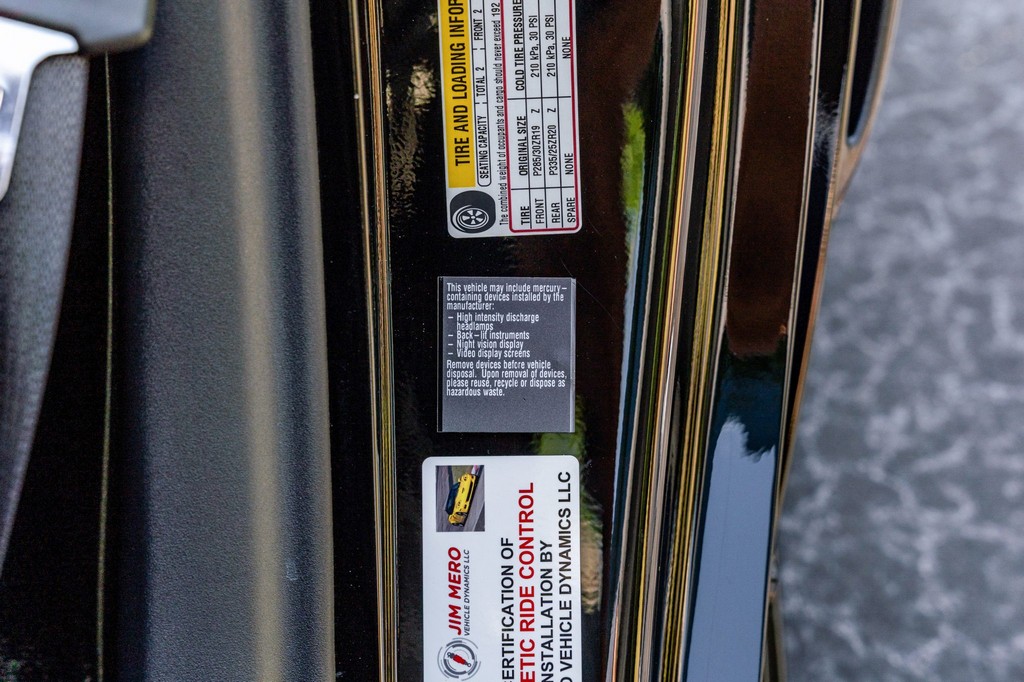 TIRE AND LOADING INFOR
SEATING CAPACITY TOTAL 2 FRONT 2
The combined weight of occupants and cargo should never exceed 192
TIRE ORIGINAL SIZE COLD TIRE PRESSURE
FRONT P285/30ZR19 Z 210 kPa, 30 PSI
REAR P335/25ZR20 Z 210 kPa, 30 PSI
SPARE NONE NONE
This vehicle may include mercury–
containing devices installed by the
manufacturer:
– High intensity discharge
headlamps
– Back–lit instruments
– Night vision display
– Video display screens
Remove devices before vehicle
disposal. Upon removal of devices,
please reuse, recycle or dispose as
hazardous waste.
JIM MERO
VEHICLE DYNAMICS LLC
ERTIFICATION OF
ETIC RIDE CONTROL
NSTALLATION BY
O VEHICLE DYNAMICS LLC